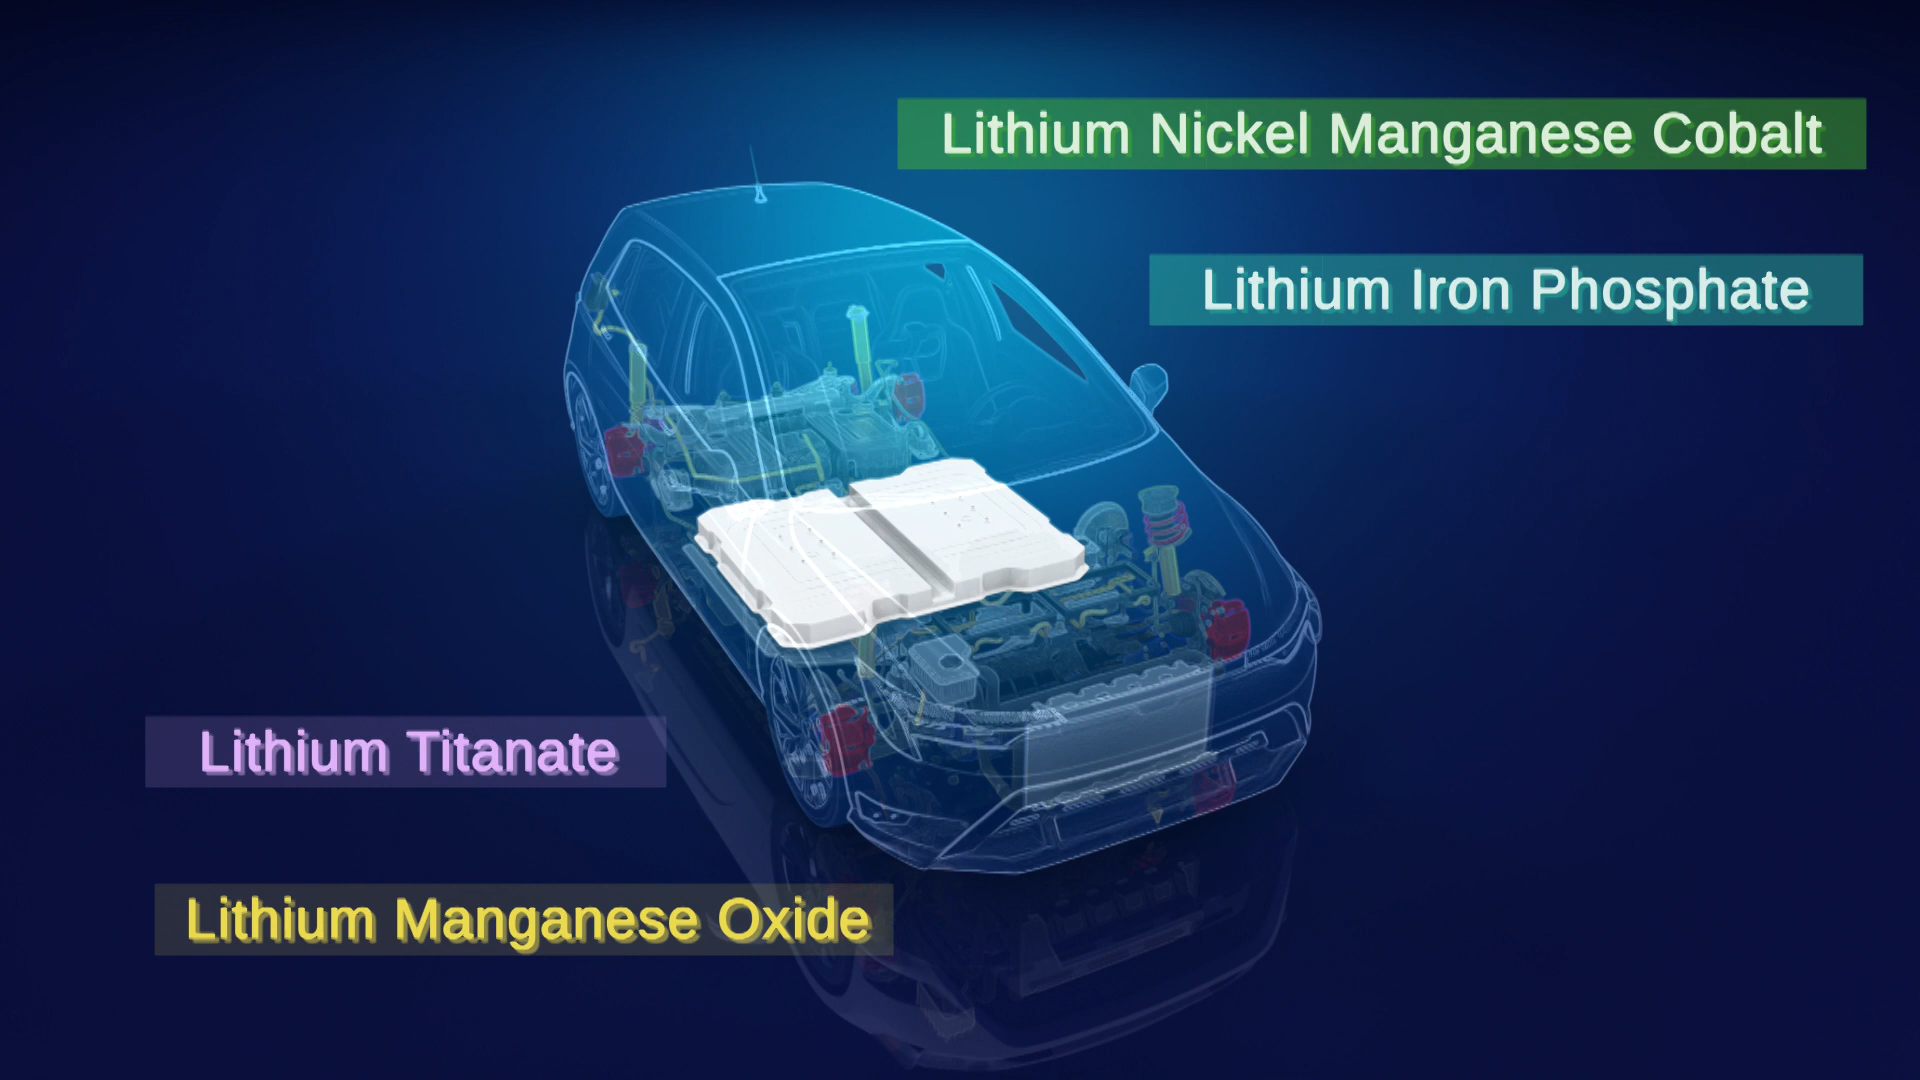 Lithium Nickel Manganese Cobalt
Lithium Iron Phosphate
Lithium Titanate
Lithium Manganese Oxide